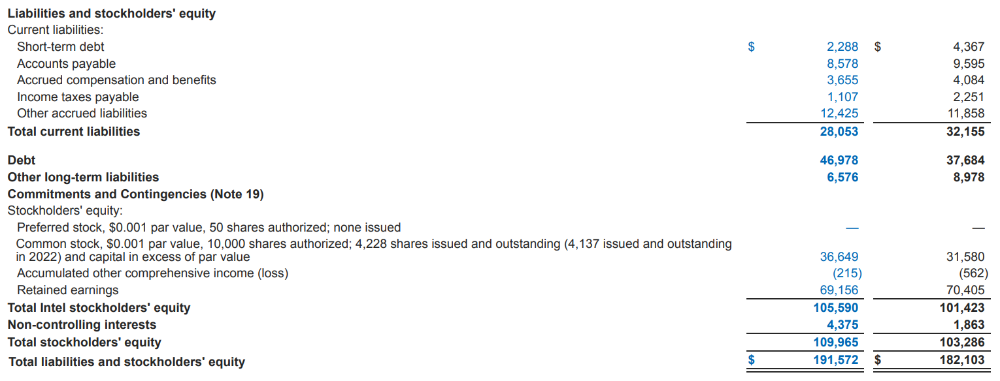 Liabilities and stockholders' equity
Current liabilities:
Short-term debt $ 2,288 $ 4,367
Accounts payable 8,578 9,595
Accrued compensation and benefits 3,655 4,084
Income taxes payable 1,107 2,251
Other accrued liabilities 12,425 11,858
Total current liabilities 28,053 32,155
Debt 46,978 37,684
Other long-term liabilities 6,576 8,978
Commitments and Contingencies (Note 19)
Stockholders' equity:
Preferred stock, $0.001 par value, 50 shares authorized; none issued — —
Common stock, $0.001 par value, 10,000 shares authorized; 4,228 shares issued and outstanding (4,137 issued and outstanding
in 2022) and capital in excess of par value 36,649 31,580
Accumulated other comprehensive income (loss) (215) (562)
Retained earnings 69,156 70,405
Total Intel stockholders' equity 105,590 101,423
Non-controlling interests 4,375 1,863
Total stockholders' equity 109,965 103,286
Total liabilities and stockholders' equity $ 191,572 $ 182,103